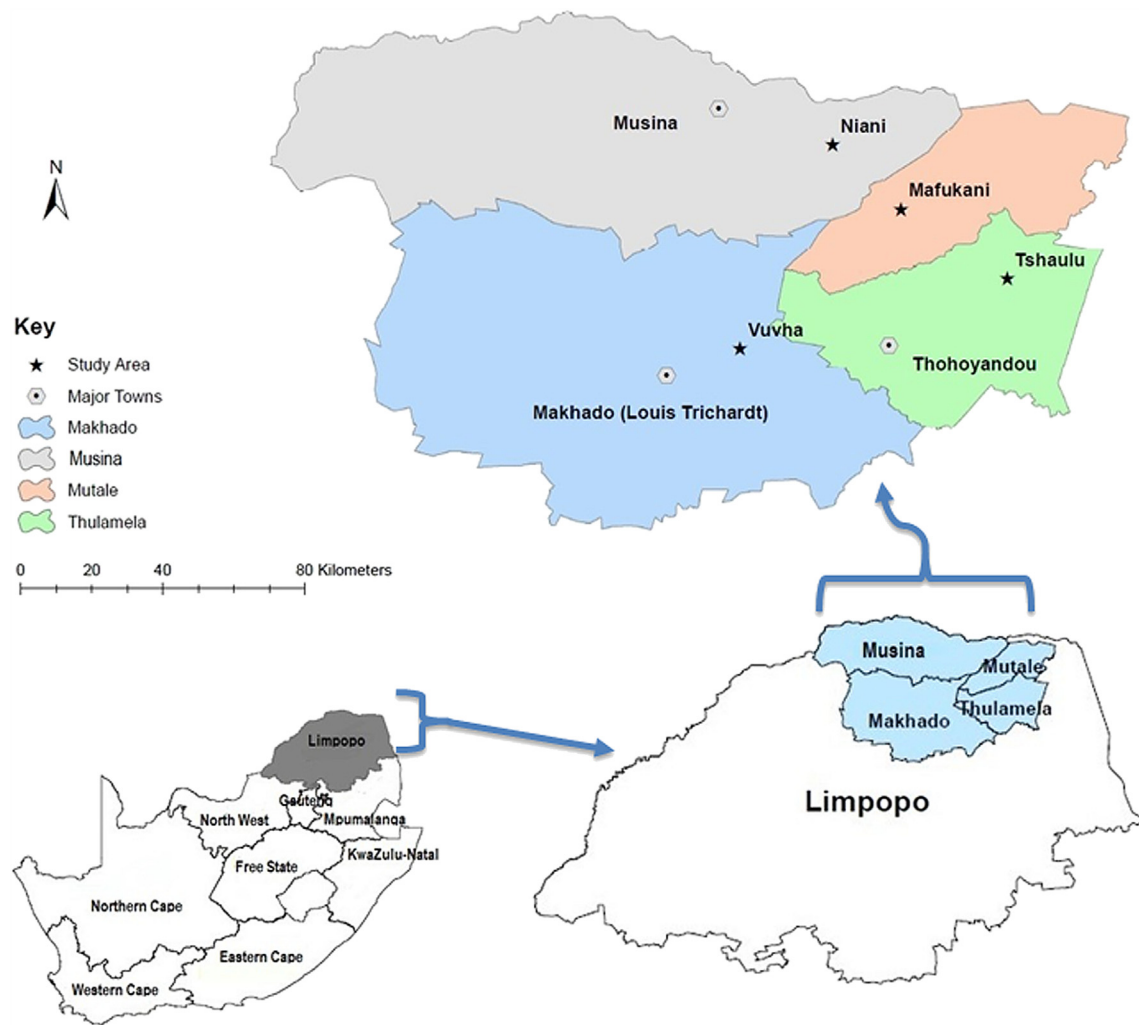 Musina
Niani
Mafukani
Tshaulu
Vuvha
Thohoyandou
Makhado (Louis Trichardt)
N
Key
Study Area
Major Towns
Makhado
Musina
Mutale
Thulamela
0 20 40 80 Kilometers
Musina
Mutale
Makhado
Thulamela
Limpopo
Limpopo
Gauteng
North West
Mpumalanga
Free State
KwaZulu-Natal
Northern Cape
Eastern Cape
Western Cape